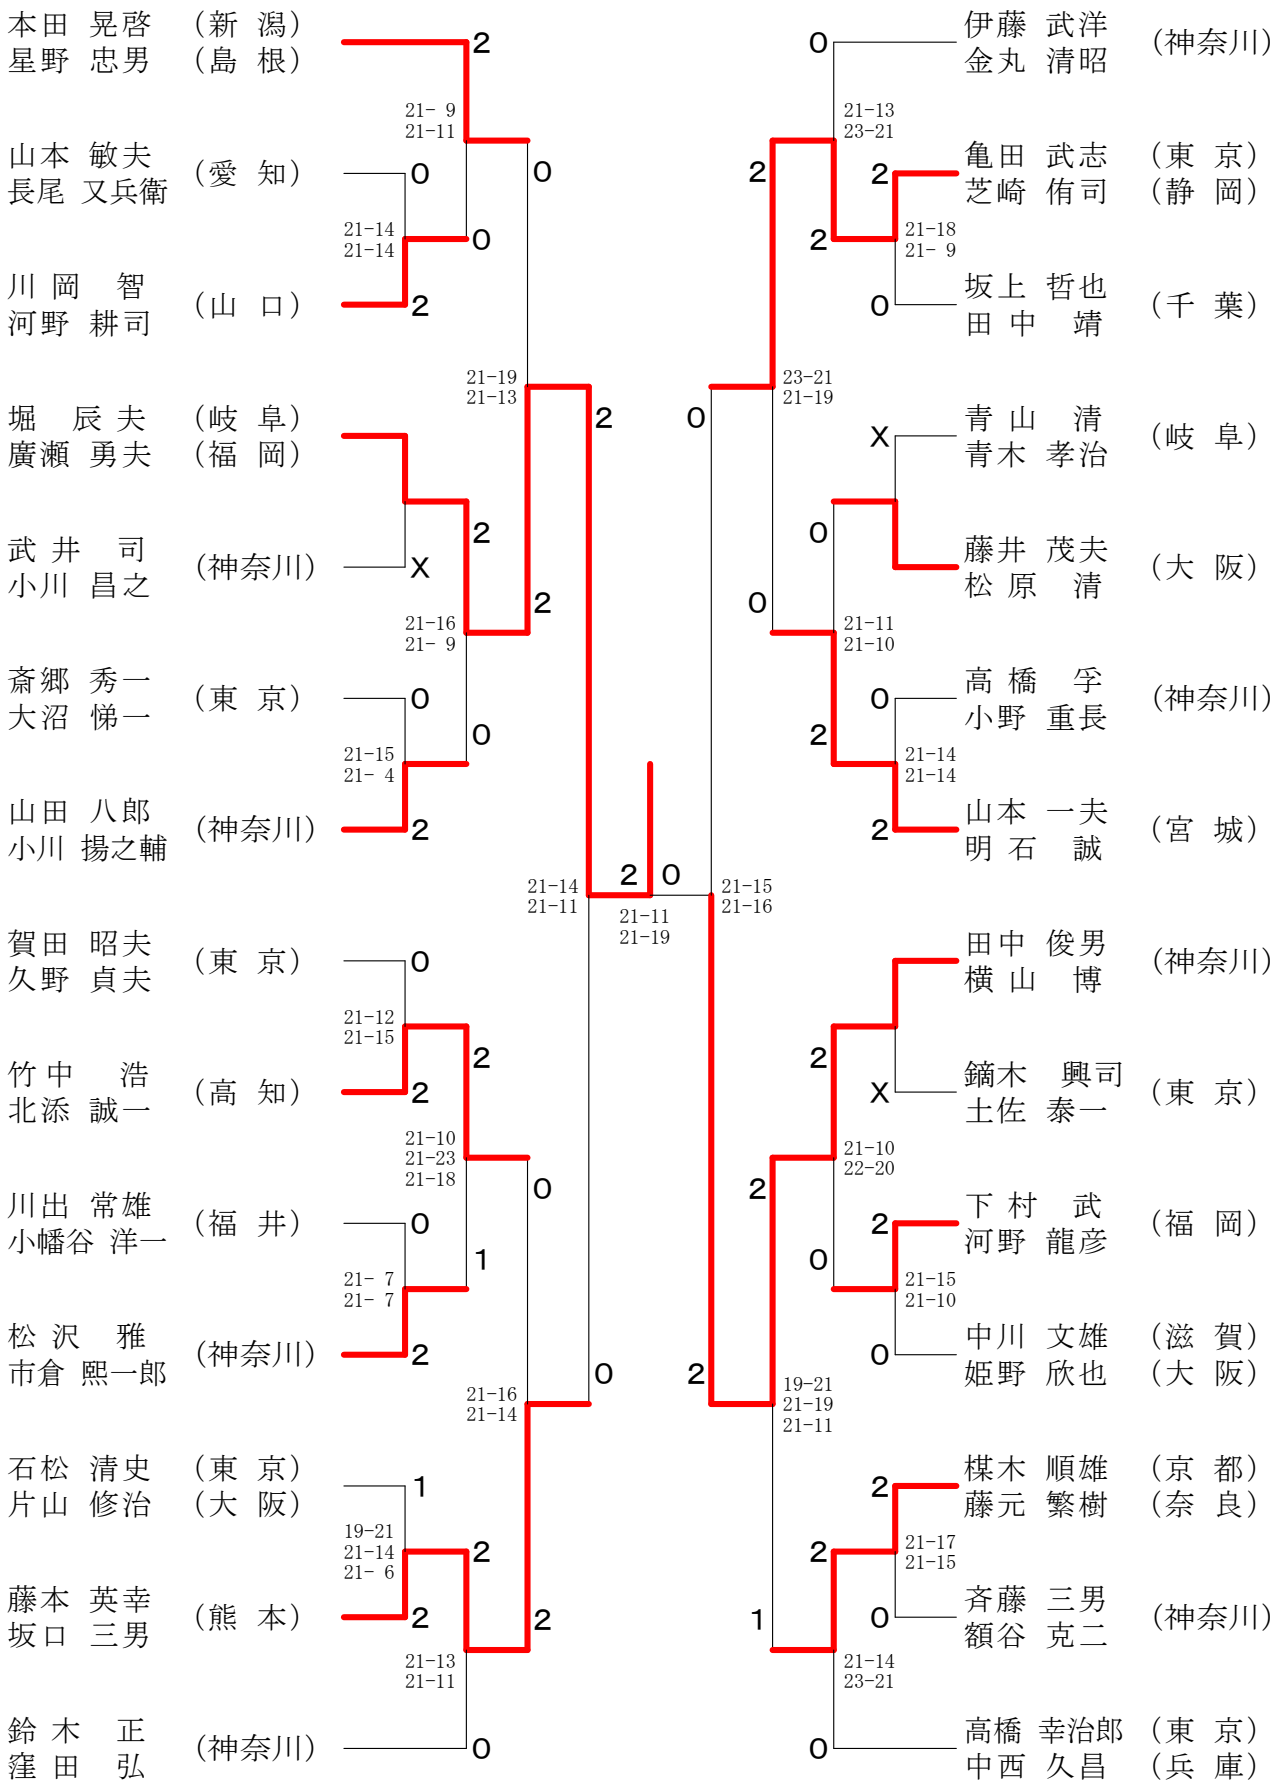 本田 晃啓 (新 潟)
星野 忠男 (島 根)
2
21- 9
21-11
山本 敏夫
長尾 又兵衛
(愛 知)
0
0
21-14
21-14
0
川岡 智
河野 耕司
(山 口)
2
21-19
21-13
2
堀 辰夫 (岐 阜)
廣瀬 勇夫 (福 岡)
2
武井 司
小川 昌之
(神奈川)
X
2
21-16
21- 9
斎郷 秀一
大沼 悌一
(東 京)
0
0
21-15
21- 4
山田 八郎
小川 揚之輔
(神奈川)
2
21-14
21-11
2
0
21-11
21-19
賀田 昭夫
久野 貞夫
(東 京)
0
21-12
21-15
2
竹中 浩
北添 誠一
(高 知)
2
21-10
21-23
21-18
0
川出 常雄
小幡谷 洋一
(福 井)
0
1
21- 7
21- 7
松沢 雅
市倉 熙一郎
(神奈川)
2
0
21-16
21-14
石松 清史 (東 京)
片山 修治 (大 阪)
1
19-21
21-14
21- 6
2
藤本 英幸
坂口 三男
(熊 本)
2
2
21-13
21-11
鈴木 正
窪田 弘
(神奈川)
0
0
伊藤 武洋
金丸 清昭
(神奈川)
21-13
23-21
2
2
亀田 武志 (東 京)
芝崎 侑司 (静 岡)
2
21-18
21- 9
0
坂上 哲也
田中 靖
(千 葉)
0
23-21
21-19
X
青山 清
青木 孝治
(岐 阜)
0
藤井 茂夫
松原 清
(大 阪)
0
21-11
21-10
0
高橋 孚
小野 重長
(神奈川)
2
21-14
21-14
2
山本 一夫
明石 誠
(宮 城)
21-15
21-16
田中 俊男
横山 博
(神奈川)
2
X
鏑木 興司
土佐 泰一
(東 京)
21-10
22-20
2
2
下村 武
河野 龍彦
(福 岡)
0
21-15
21-10
0
中川 文雄 (滋 賀)
姫野 欣也 (大 阪)
2
19-21
21-19
21-11
2
楳木 順雄 (京 都)
藤元 繁樹 (奈 良)
2
21-17
21-15
0
斉藤 三男
額谷 克二
(神奈川)
1
21-14
23-21
0
高橋 幸治郎 (東 京)
中西 久昌 (兵 庫)